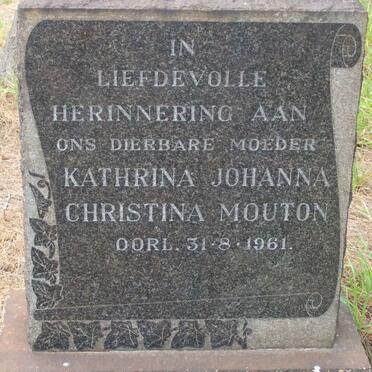 IN
LIEFDEVOLLE
HERINNERING AAN
ONS DIERBARE MOEDER
KATHRINA JOHANNA
CHRISTINA MOUTON
OORL. 31-8-1961.